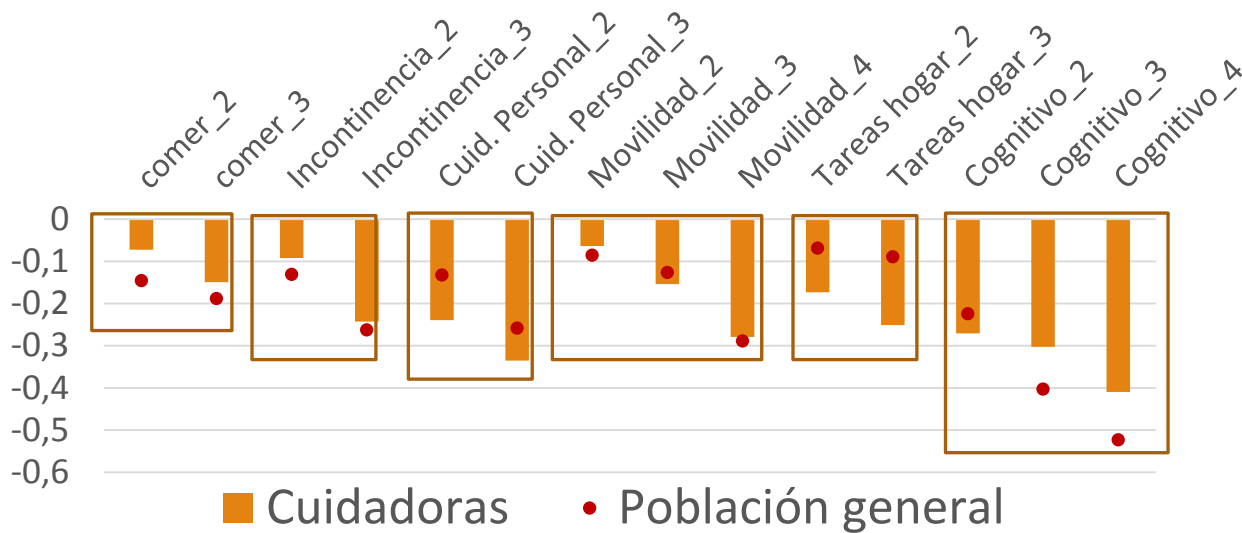 comer_2
comer_3
Incontinencia_2
Incontinencia_3
Cuid. Personal_2
Cuid. Personal_3
Movilidad_2
Movilidad_3
Movilidad_4
Tareas hogar_2
Tareas hogar_3
Cognitivo_2
Cognitivo_3
Cognitivo_4
0
-0,1
-0,2
-0,3
-0,4
-0,5
-0,6
Cuidadoras
Población general